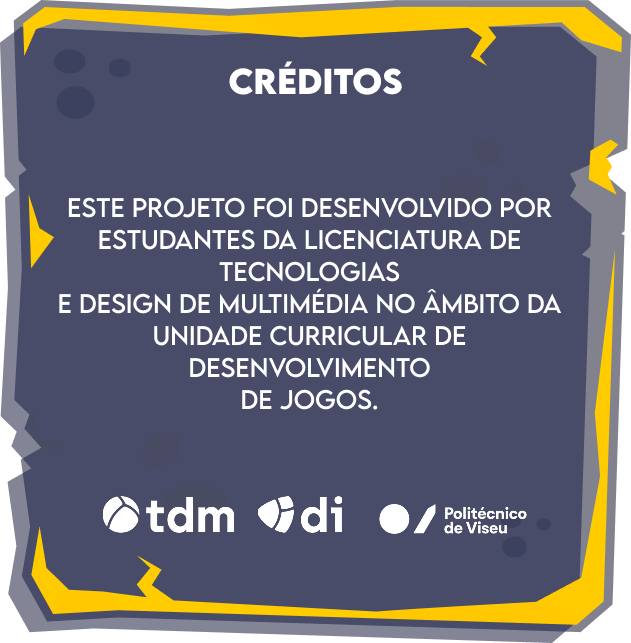 CRÉDITOS
ESTE PROJETO FOI DESENVOLVIDO POR
ESTUDANTES DA LICENCIATURA DE
TECNOLOGIAS
E DESIGN DE MULTIMÉDIA NO ÂMBITO DA
UNIDADE CURRICULAR DE
DESENVOLVIMENTO
DE JOGOS.
tdm di Politécnico
de Viseu